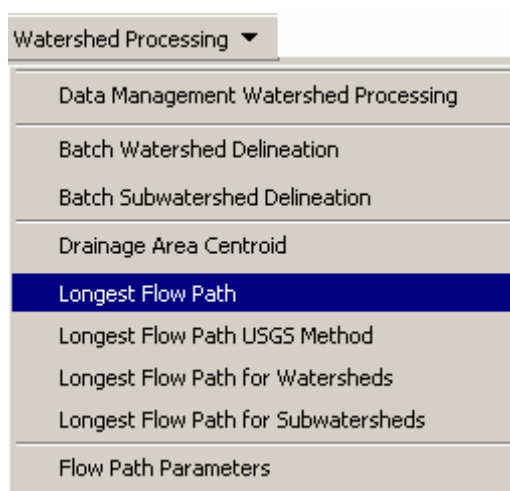 Watershed Processing
Data Management Watershed Processing
Batch Watershed Delineation
Batch Subwatershed Delineation
Drainage Area Centroid
Longest Flow Path
Longest Flow Path USGS Method
Longest Flow Path for Watersheds
Longest Flow Path for Subwatersheds
Flow Path Parameters